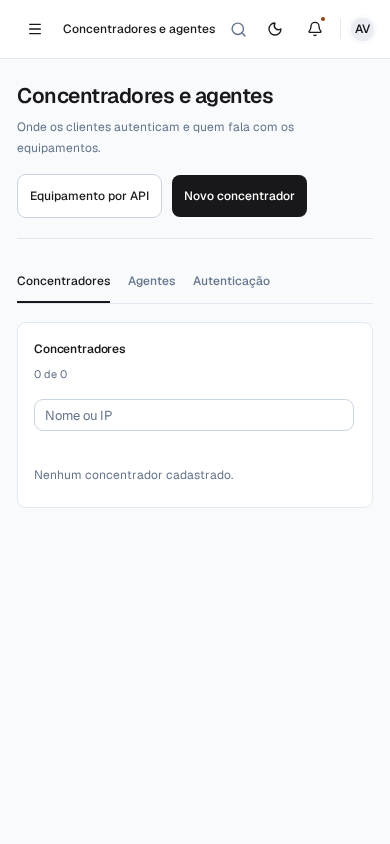 Concentradores e agentes
AV
Concentradores e agentes
Onde os clientes autenticam e quem fala com os
equipamentos.
Equipamento por API
Novo concentrador
Concentradores
Agentes
Autenticação
Concentradores
0 de 0
Nome ou IP
Nenhum concentrador cadastrado.